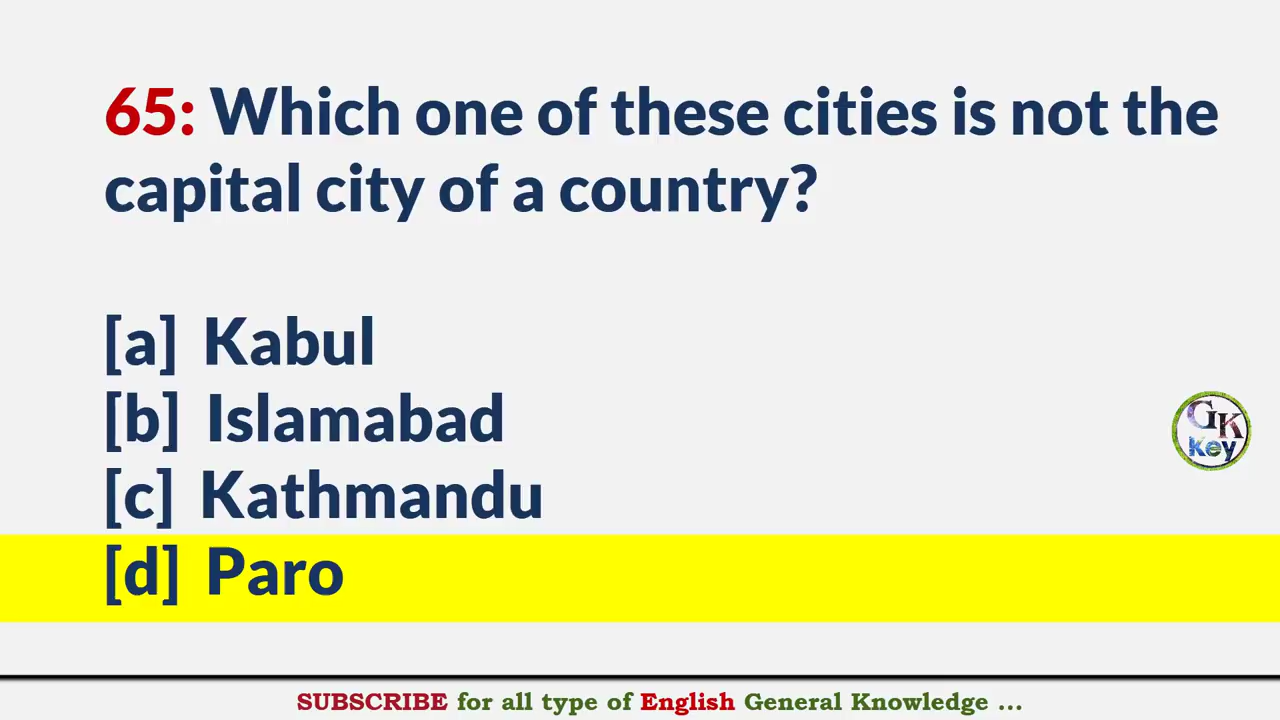 65: Which one of these cities is not the
capital city of a country?
[a] Kabul
[b] Islamabad
[c] Kathmandu
[d] Paro
GK
Key
SUBSCRIBE for all type of English General Knowledge ...